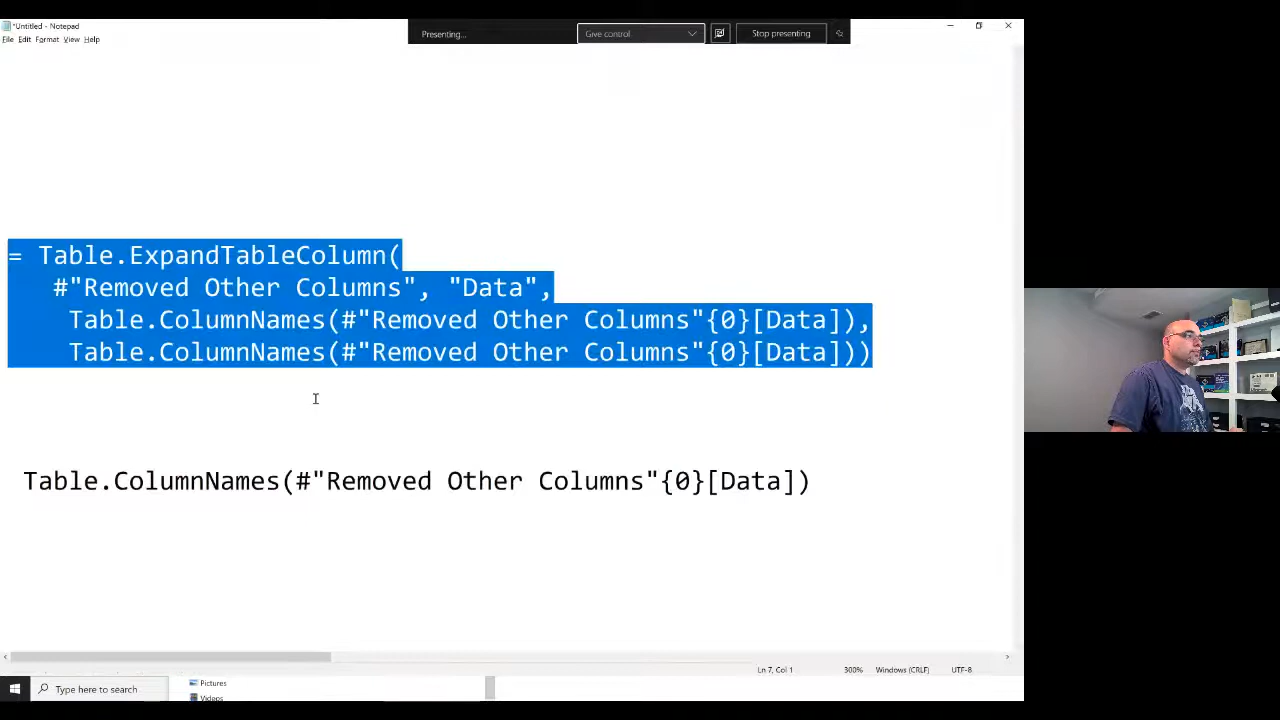 *Untitled - Notepad
File Edit Format View Help
Presenting...
Give control
Stop presenting
= Table.ExpandTableColumn(
#"Removed Other Columns", "Data",
Table.ColumnNames(#"Removed Other Columns"{0}[Data]),
Table.ColumnNames(#"Removed Other Columns"{0}[Data]))
Table.ColumnNames(#"Removed Other Columns"{0}[Data])
Ln 7, Col 1
300%
Windows (CRLF)
UTF-8
Type here to search
Pictures
Videos